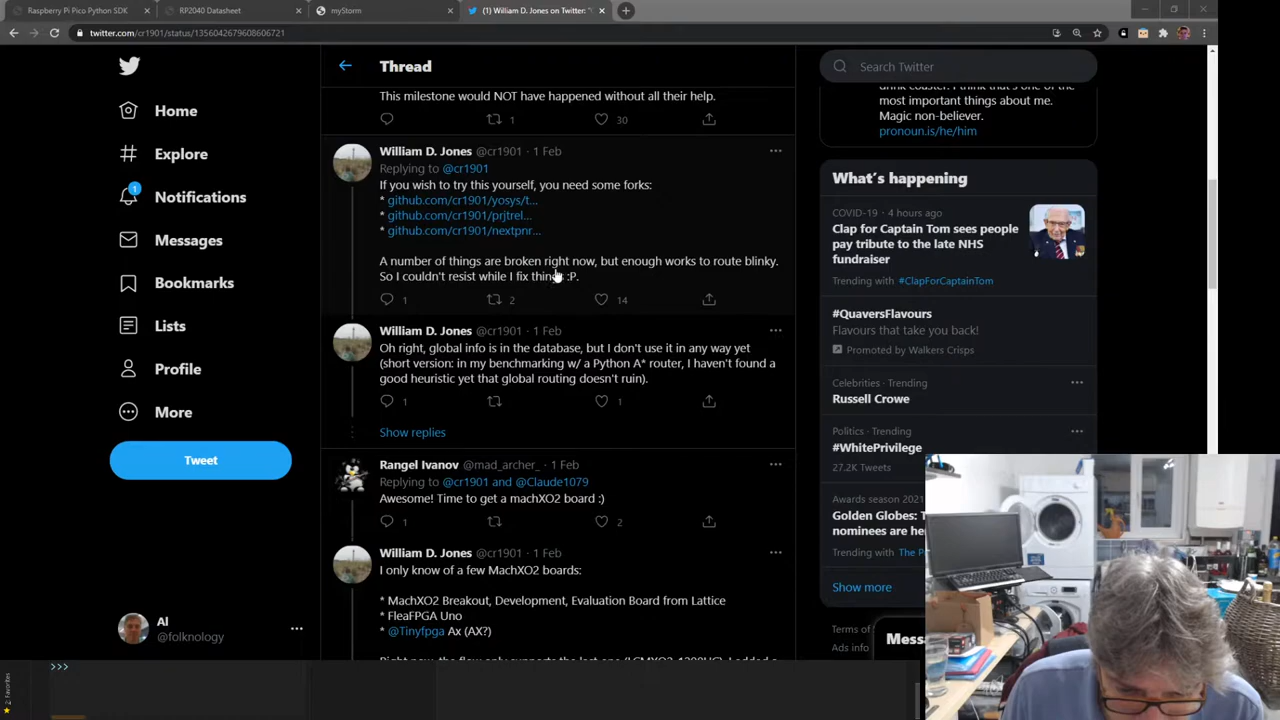 Raspberry Pi Pico Python SDK
RP2040 Datasheet
myStorm
(1) William D. Jones on Twitter: "
twitter.com/cr1901/status/1356042679608606721
Home
Explore
1
Notifications
Messages
Bookmarks
Lists
Profile
More
Tweet
Al
@folknology
Thread
This milestone would NOT have happened without all their help.
1
30
William D. Jones @cr1901 · 1 Feb
Replying to @cr1901
If you wish to try this yourself, you need some forks:
* github.com/cr1901/yosys/t...
* github.com/cr1901/prjtrel...
* github.com/cr1901/nextpnr...
A number of things are broken right now, but enough works to route blinky.
So I couldn't resist while I fix things :P.
1
2
14
William D. Jones @cr1901 · 1 Feb
Oh right, global info is in the database, but I don't use it in any way yet
(short version: in my benchmarking w/ a Python A* router, I haven't found a
good heuristic yet that global routing doesn't ruin).
1
1
Show replies
Rangel Ivanov @mad_archer_ · 1 Feb
Replying to @cr1901 and @Claude1079
Awesome! Time to get a machXO2 board :)
1
2
William D. Jones @cr1901 · 1 Feb
I only know of a few MachXO2 boards:
* MachXO2 Breakout, Development, Evaluation Board from Lattice
* FleaFPGA Uno
* @Tinyfpga Ax (AX?)
Search Twitter
drink coaster. I think that's one of the
most important things about me.
Magic non-believer.
pronoun.is/he/him
What's happening
COVID-19 · 4 hours ago
Clap for Captain Tom sees people
pay tribute to the late NHS
fundraiser
Trending with #ClapForCaptainTom
#QuaversFlavours
Flavours that take you back!
Promoted by Walkers Crisps
Celebrities · Trending
Russell Crowe
Politics · Trending
#WhitePrivilege
27.2K Tweets
Awards season 2021
Golden Globes: T
nominees are he
Trending with The P
Show more
Terms of
Ads info
Mess
>>>
2: Favorites